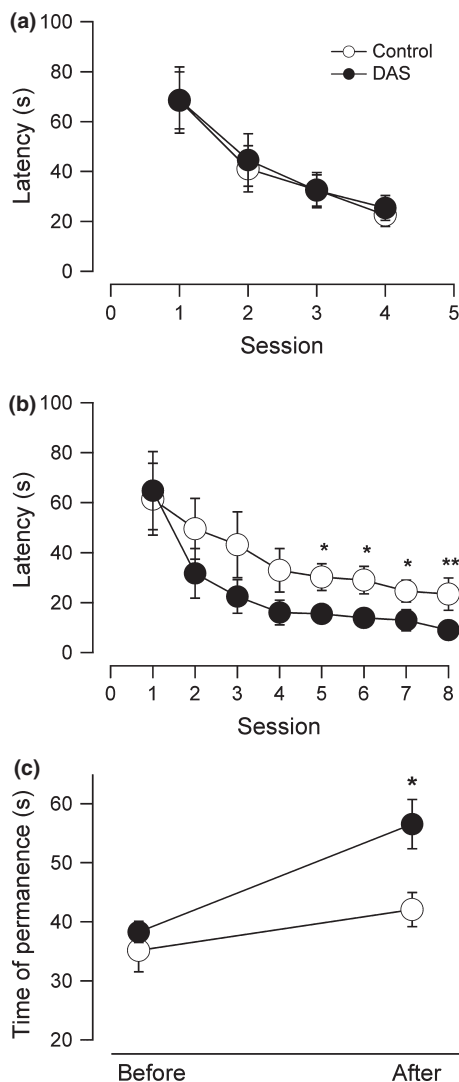 (a)
100
80
60
40
20
0
Latency (s)
Control
DAS
0 1 2 3 4 5
Session
(b)
100
80
60
40
20
0
Latency (s)
* * * **
0 1 2 3 4 5 6 7 8
Session
(c)
60
50
40
30
20
Time of permanence (s)
*
Before After